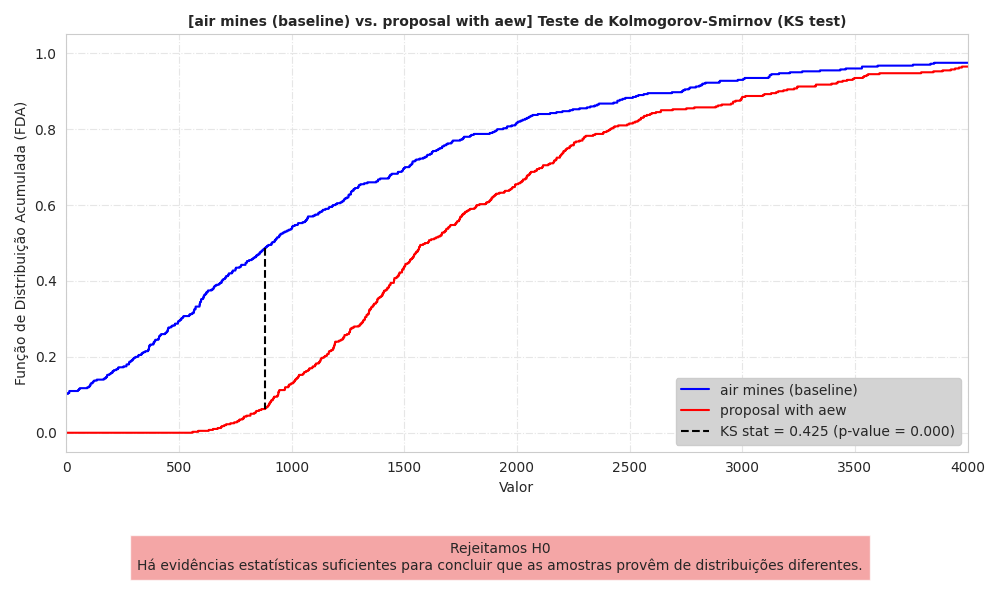 [air mines (baseline) vs. proposal with aew] Teste de Kolmogorov-Smirnov (KS test)
Função de Distribuição Acumulada (FDA)
1.0
0.8
0.6
0.4
0.2
0.0
0
500
1000
1500
2000
2500
3000
3500
4000
Valor
air mines (baseline)
proposal with aew
KS stat = 0.425 (p-value = 0.000)
Rejeitamos H0
Há evidências estatísticas suficientes para concluir que as amostras provêm de distribuições diferentes.